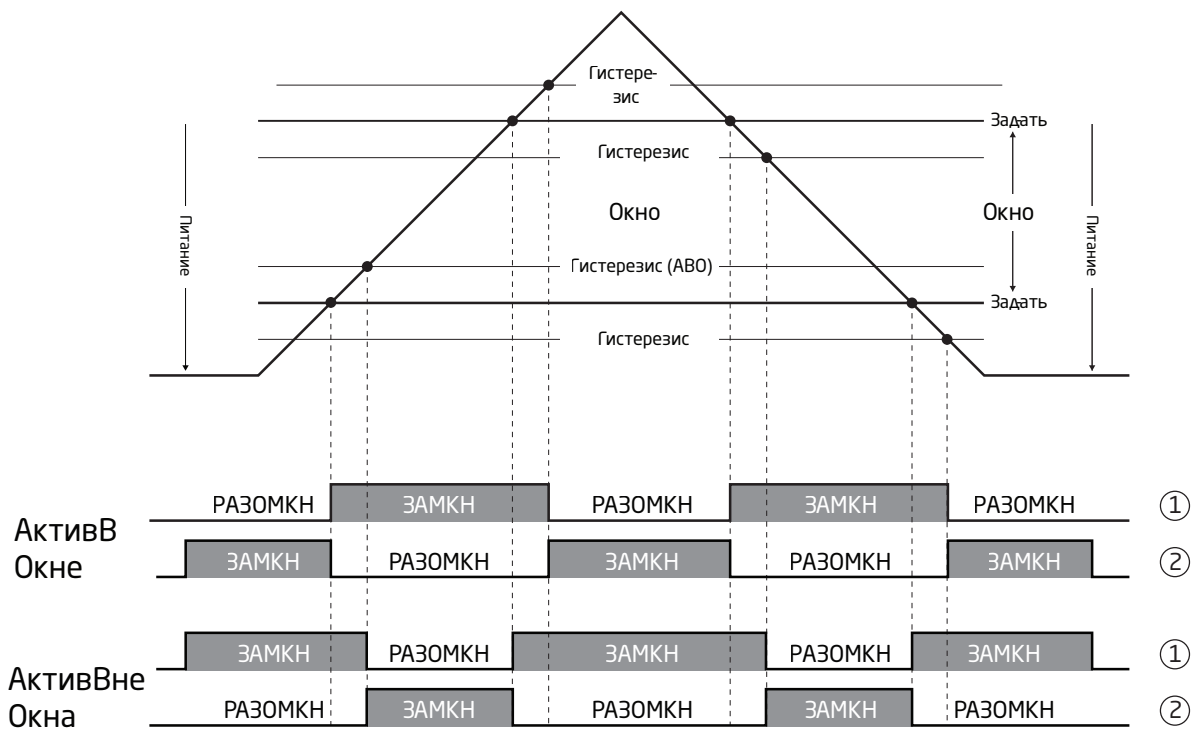 Гистере-
зис
Задать
Гистерезис
Питание
Окно
Окно
Питание
Гистерезис (АВО)
Задать
Гистерезис
АктивВ
Окне
РАЗОМКН ЗАМКН РАЗОМКН ЗАМКН РАЗОМКН ①
ЗАМКН РАЗОМКН ЗАМКН РАЗОМКН ЗАМКН ②
АктивВне
Окна
ЗАМКН РАЗОМКН ЗАМКН РАЗОМКН ЗАМКН ①
РАЗОМКН ЗАМКН РАЗОМКН ЗАМКН РАЗОМКН ②